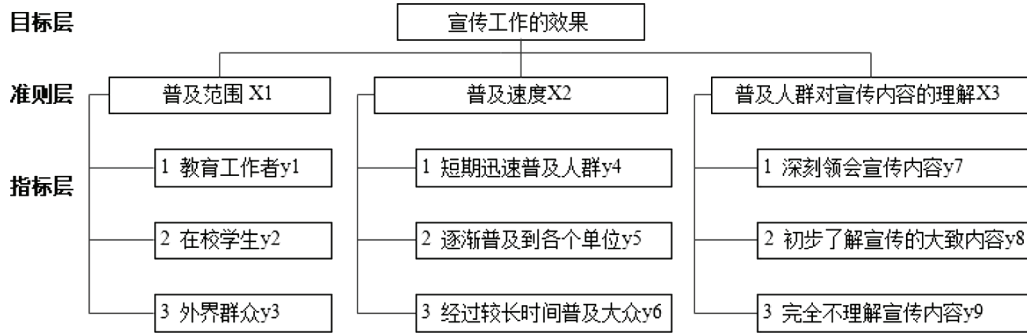 目标层
宣传工作的效果
准则层
普及范围 X1
普及速度X2
普及人群对宣传内容的理解X3
指标层
1 教育工作者y1
1 短期迅速普及人群y4
1 深刻领会宣传内容y7
2 在校学生y2
2 逐渐普及到各个单位y5
2 初步了解宣传的大致内容y8
3 外界群众y3
3 经过较长时间普及大众y6
3 完全不理解宣传内容y9